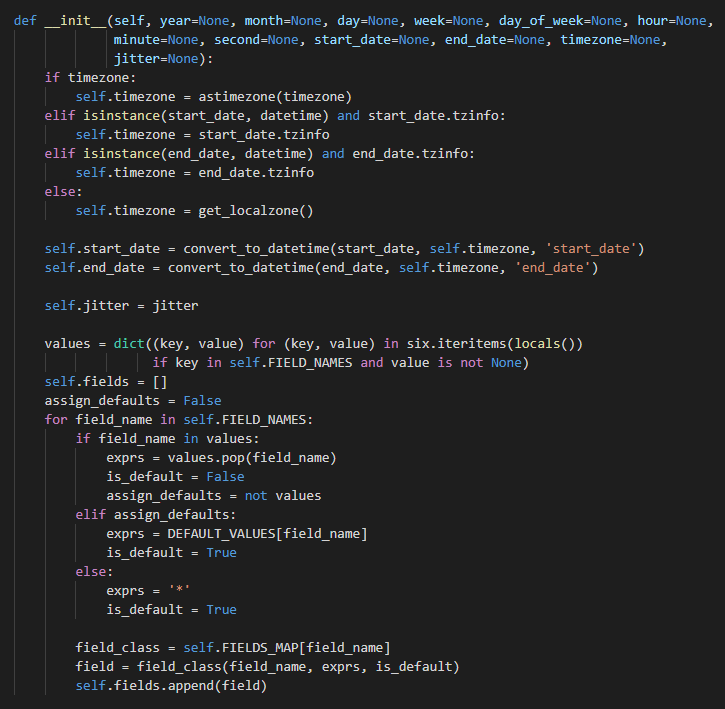 def __init__(self, year=None, month=None, day=None, week=None, day_of_week=None, hour=None,
             minute=None, second=None, start_date=None, end_date=None, timezone=None,
             jitter=None):
    if timezone:
        self.timezone = astimezone(timezone)
    elif isinstance(start_date, datetime) and start_date.tzinfo:
        self.timezone = start_date.tzinfo
    elif isinstance(end_date, datetime) and end_date.tzinfo:
        self.timezone = end_date.tzinfo
    else:
        self.timezone = get_localzone()

    self.start_date = convert_to_datetime(start_date, self.timezone, 'start_date')
    self.end_date = convert_to_datetime(end_date, self.timezone, 'end_date')

    self.jitter = jitter

    values = dict((key, value) for (key, value) in six.iteritems(locals())
                  if key in self.FIELD_NAMES and value is not None)
    self.fields = []
    assign_defaults = False
    for field_name in self.FIELD_NAMES:
        if field_name in values:
            exprs = values.pop(field_name)
            is_default = False
            assign_defaults = not values
        elif assign_defaults:
            exprs = DEFAULT_VALUES[field_name]
            is_default = True
        else:
            exprs = '*'
            is_default = True

        field_class = self.FIELDS_MAP[field_name]
        field = field_class(field_name, exprs, is_default)
        self.fields.append(field)